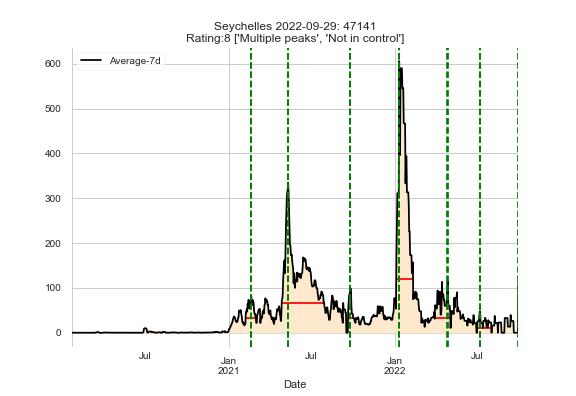 Seychelles 2022-09-29: 47141
Rating:8 ['Multiple peaks', 'Not in control']
Average-7d
600
500
400
300
200
100
0
Jul
Jan
2021
Jul
Jan
2022
Jul
Date